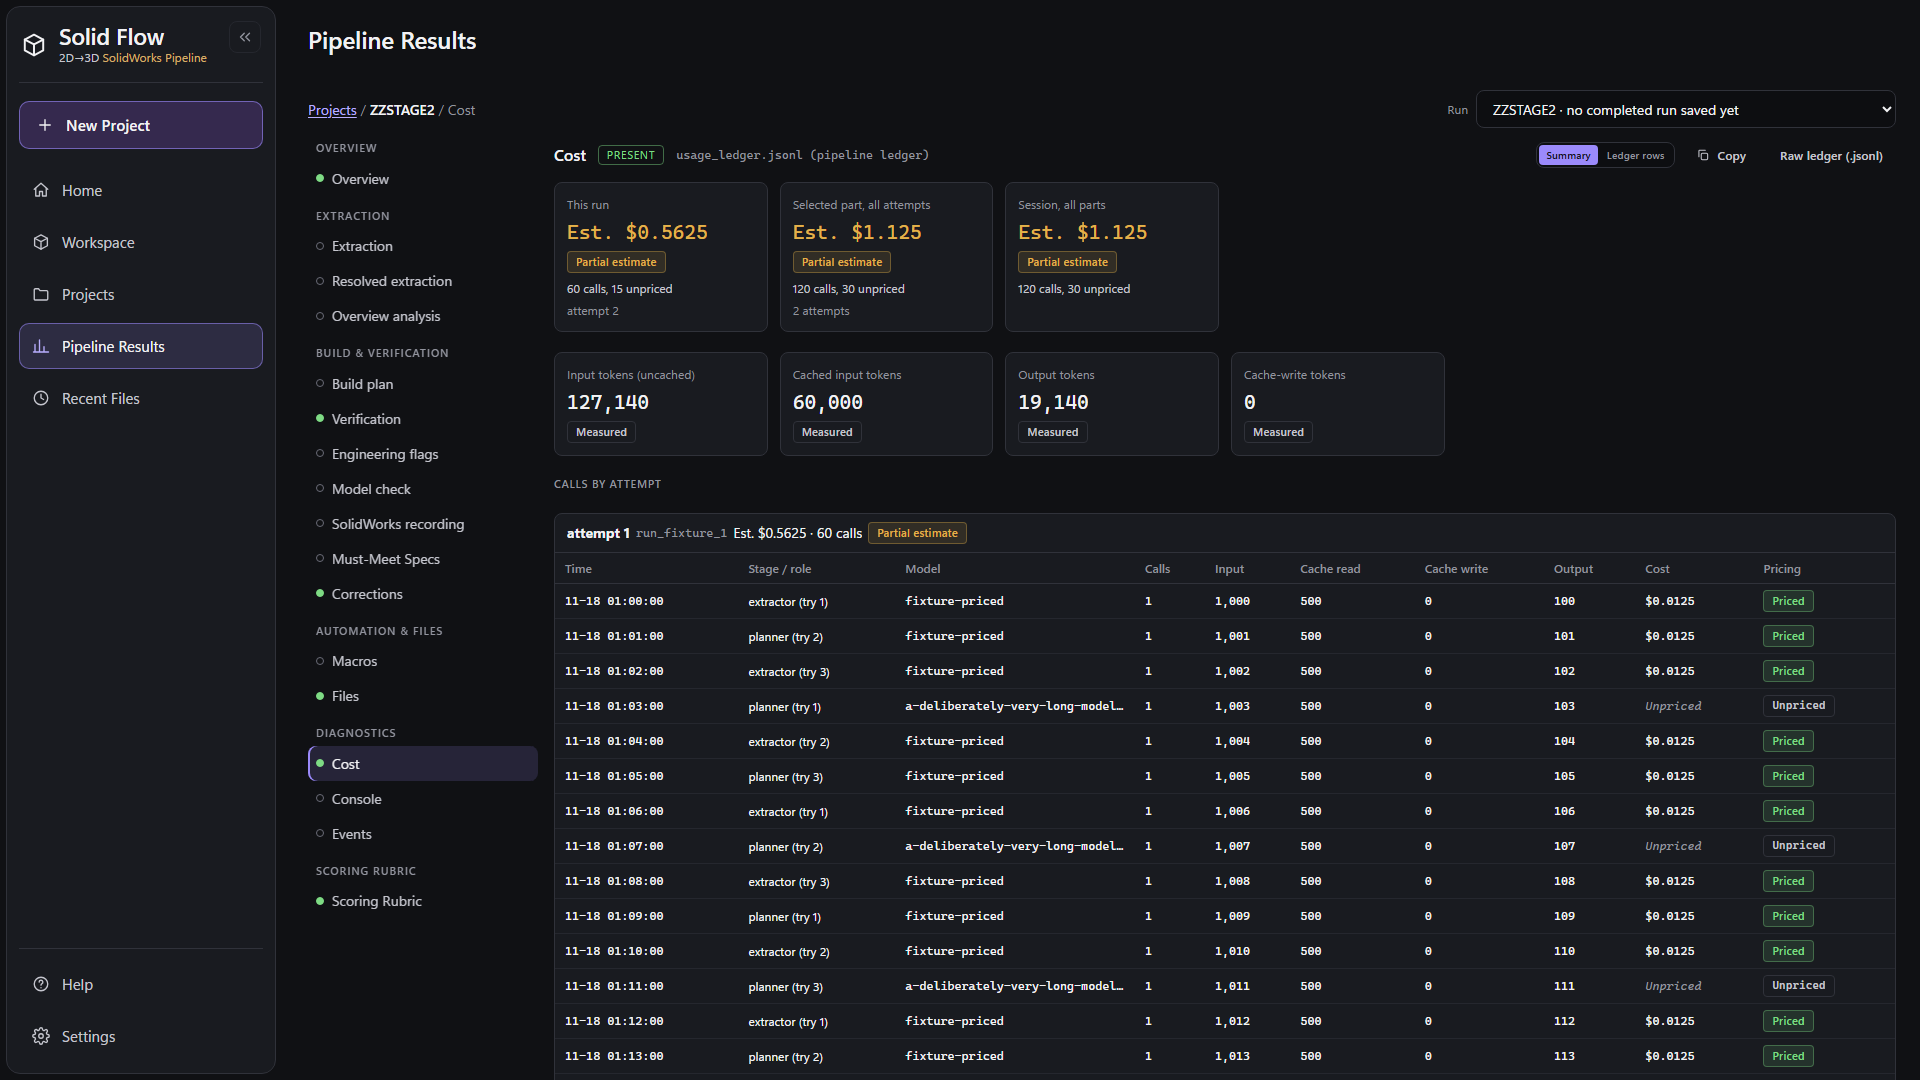 Solid Flow
2D→3D SolidWorks Pipeline
New Project
Home
Workspace
Projects
Pipeline Results
Recent Files
Help
Settings
Pipeline Results
Projects / ZZSTAGE2 / Cost
Run
ZZSTAGE2 · no completed run saved yet
OVERVIEW
Overview
EXTRACTION
Extraction
Resolved extraction
Overview analysis
BUILD & VERIFICATION
Build plan
Verification
Engineering flags
Model check
SolidWorks recording
Must-Meet Specs
Corrections
AUTOMATION & FILES
Macros
Files
DIAGNOSTICS
Cost
Console
Events
SCORING RUBRIC
Scoring Rubric
Cost PRESENT usage_ledger.jsonl (pipeline ledger)
Summary Ledger rows Copy Raw ledger (.jsonl)
This run
Est. $0.5625
Partial estimate
60 calls, 15 unpriced
attempt 2
Selected part, all attempts
Est. $1.125
Partial estimate
120 calls, 30 unpriced
2 attempts
Session, all parts
Est. $1.125
Partial estimate
120 calls, 30 unpriced
Input tokens (uncached)
127,140
Measured
Cached input tokens
60,000
Measured
Output tokens
19,140
Measured
Cache-write tokens
0
Measured
CALLS BY ATTEMPT
attempt 1 run_fixture_1 Est. $0.5625 · 60 calls Partial estimate
Time Stage / role Model Calls Input Cache read Cache write Output Cost Pricing
11-18 01:00:00 extractor (try 1) fixture-priced 1 1,000 500 0 100 $0.0125 Priced
11-18 01:01:00 planner (try 2) fixture-priced 1 1,001 500 0 101 $0.0125 Priced
11-18 01:02:00 extractor (try 3) fixture-priced 1 1,002 500 0 102 $0.0125 Priced
11-18 01:03:00 planner (try 1) a-deliberately-very-long-model… 1 1,003 500 0 103 Unpriced Unpriced
11-18 01:04:00 extractor (try 2) fixture-priced 1 1,004 500 0 104 $0.0125 Priced
11-18 01:05:00 planner (try 3) fixture-priced 1 1,005 500 0 105 $0.0125 Priced
11-18 01:06:00 extractor (try 1) fixture-priced 1 1,006 500 0 106 $0.0125 Priced
11-18 01:07:00 planner (try 2) a-deliberately-very-long-model… 1 1,007 500 0 107 Unpriced Unpriced
11-18 01:08:00 extractor (try 3) fixture-priced 1 1,008 500 0 108 $0.0125 Priced
11-18 01:09:00 planner (try 1) fixture-priced 1 1,009 500 0 109 $0.0125 Priced
11-18 01:10:00 extractor (try 2) fixture-priced 1 1,010 500 0 110 $0.0125 Priced
11-18 01:11:00 planner (try 3) a-deliberately-very-long-model… 1 1,011 500 0 111 Unpriced Unpriced
11-18 01:12:00 extractor (try 1) fixture-priced 1 1,012 500 0 112 $0.0125 Priced
11-18 01:13:00 planner (try 2) fixture-priced 1 1,013 500 0 113 $0.0125 Priced